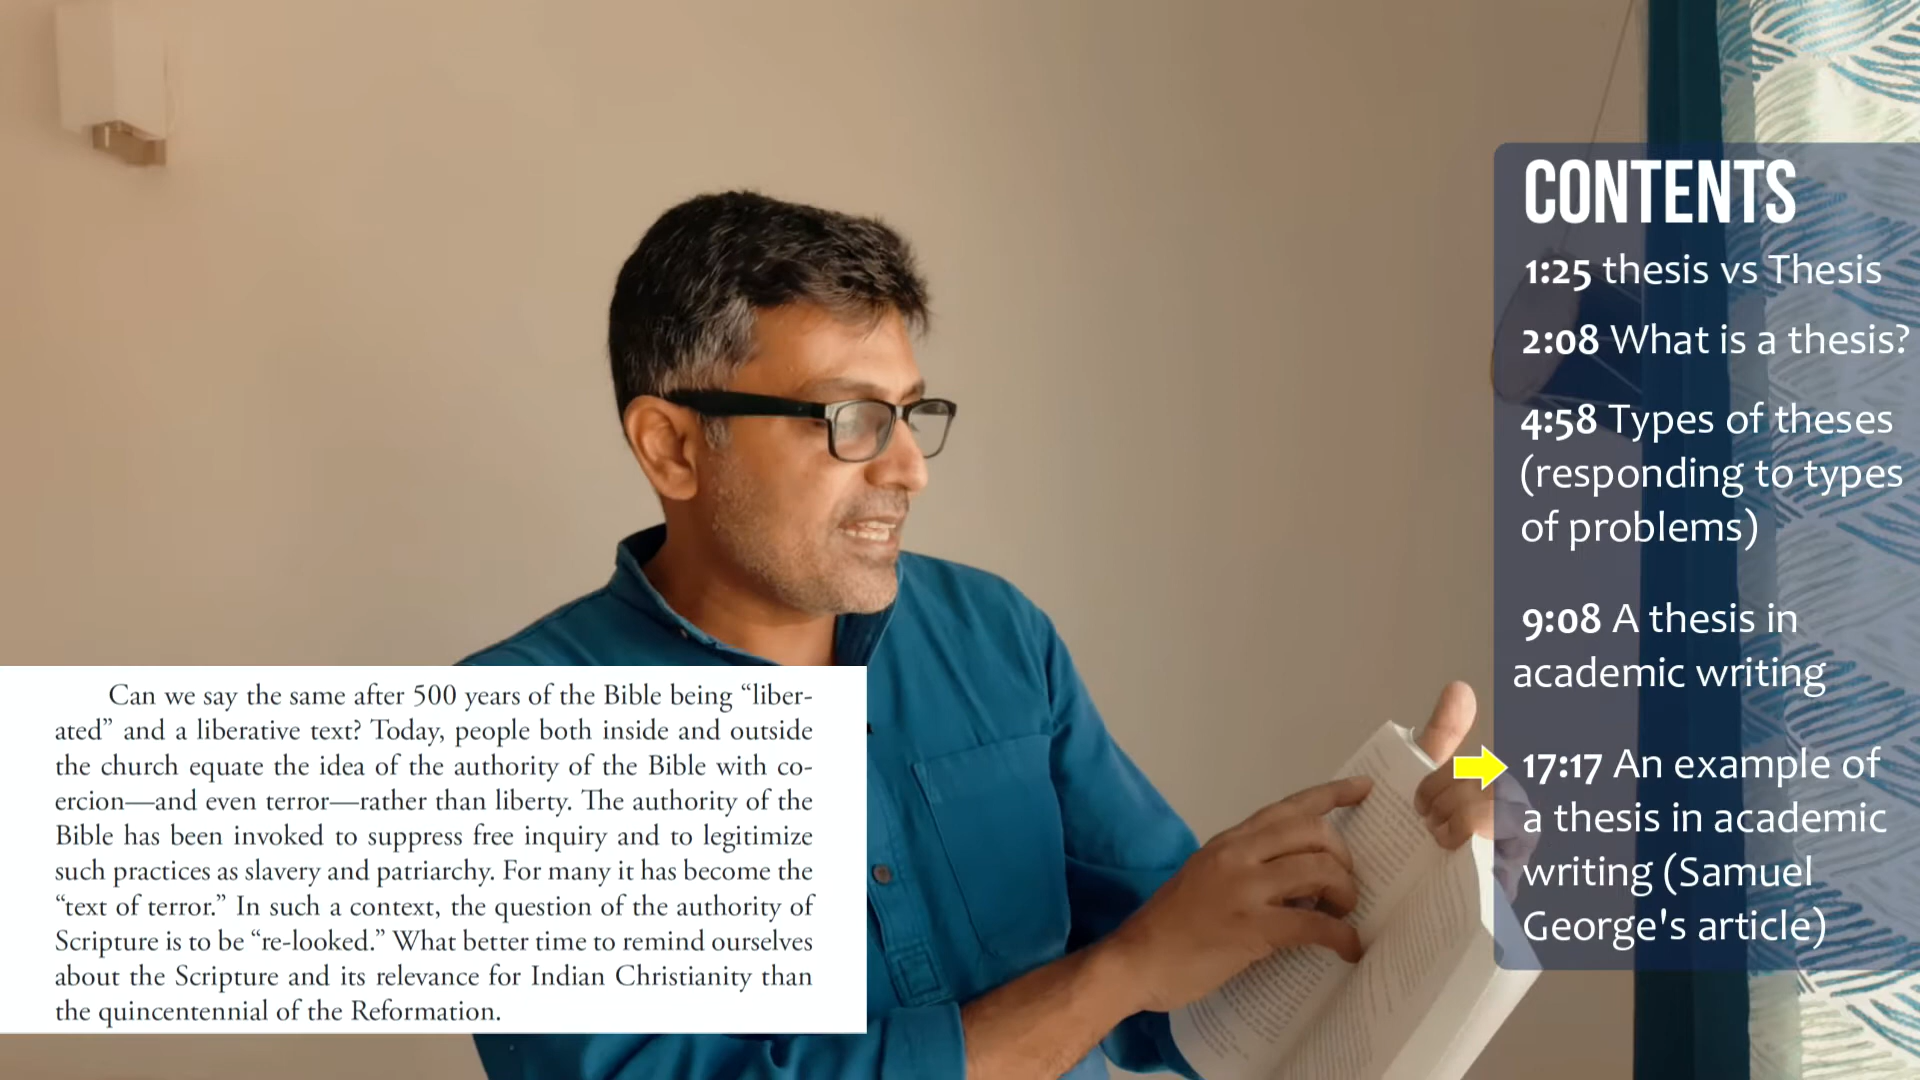 Can we say the same after 500 years of the Bible being “liber-
ated” and a liberative text? Today, people both inside and outside
the church equate the idea of the authority of the Bible with co-
ercion—and even terror—rather than liberty. The authority of the
Bible has been invoked to suppress free inquiry and to legitimize
such practices as slavery and patriarchy. For many it has become the
“text of terror.” In such a context, the question of the authority of
Scripture is to be “re-looked.” What better time to remind ourselves
about the Scripture and its relevance for Indian Christianity than
the quincentennial of the Reformation.
CONTENTS
1:25 thesis vs Thesis
2:08 What is a thesis?
4:58 Types of theses
(responding to types
of problems)
9:08 A thesis in
academic writing
17:17 An example of
a thesis in academic
writing (Samuel
George's article)